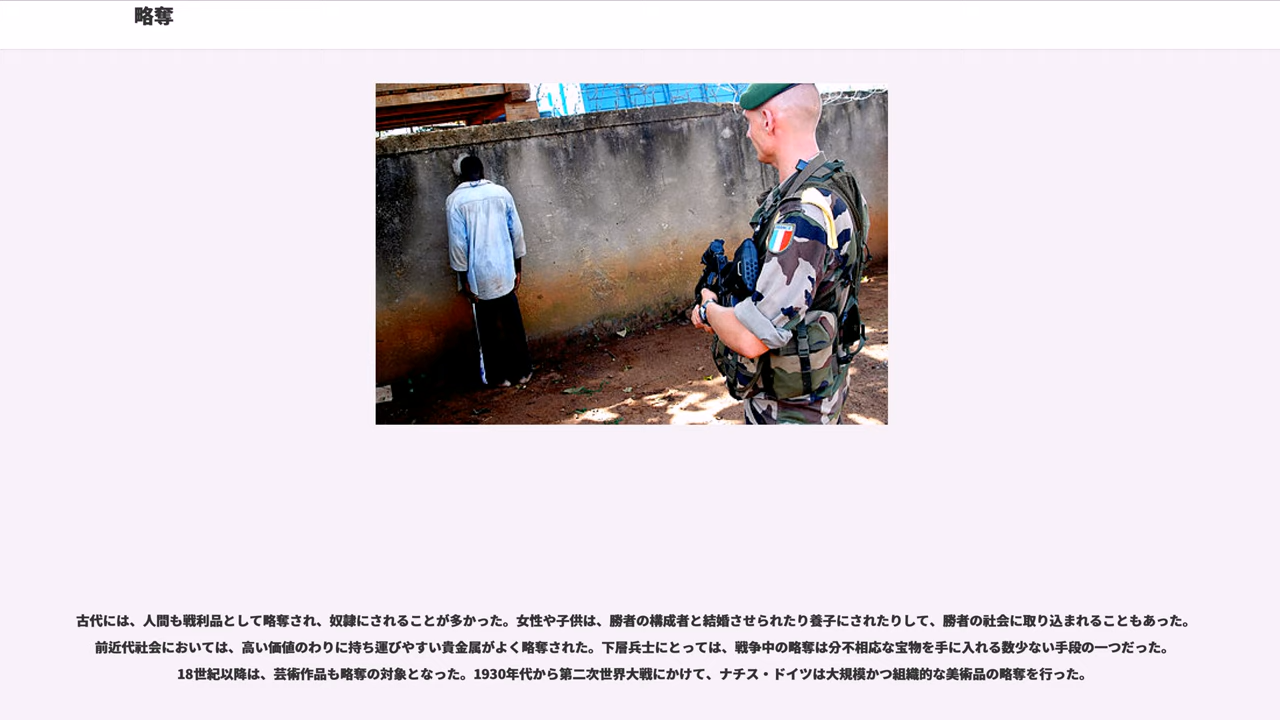 略奪
古代には、人間も戦利品として略奪され、奴隷にされることが多かった。女性や子供は、勝者の構成者と結婚させられたり養子にされたりして、勝者の社会に取り込まれることもあった。
前近代社会においては、高い価値のわりに持ち運びやすい貴金属がよく略奪された。下層兵士にとっては、戦争中の略奪は分不相応な宝物を手に入れる数少ない手段の一つだった。
18世紀以降は、芸術作品も略奪の対象となった。1930年代から第二次世界大戦にかけて、ナチス・ドイツは大規模かつ組織的な美術品の略奪を行った。